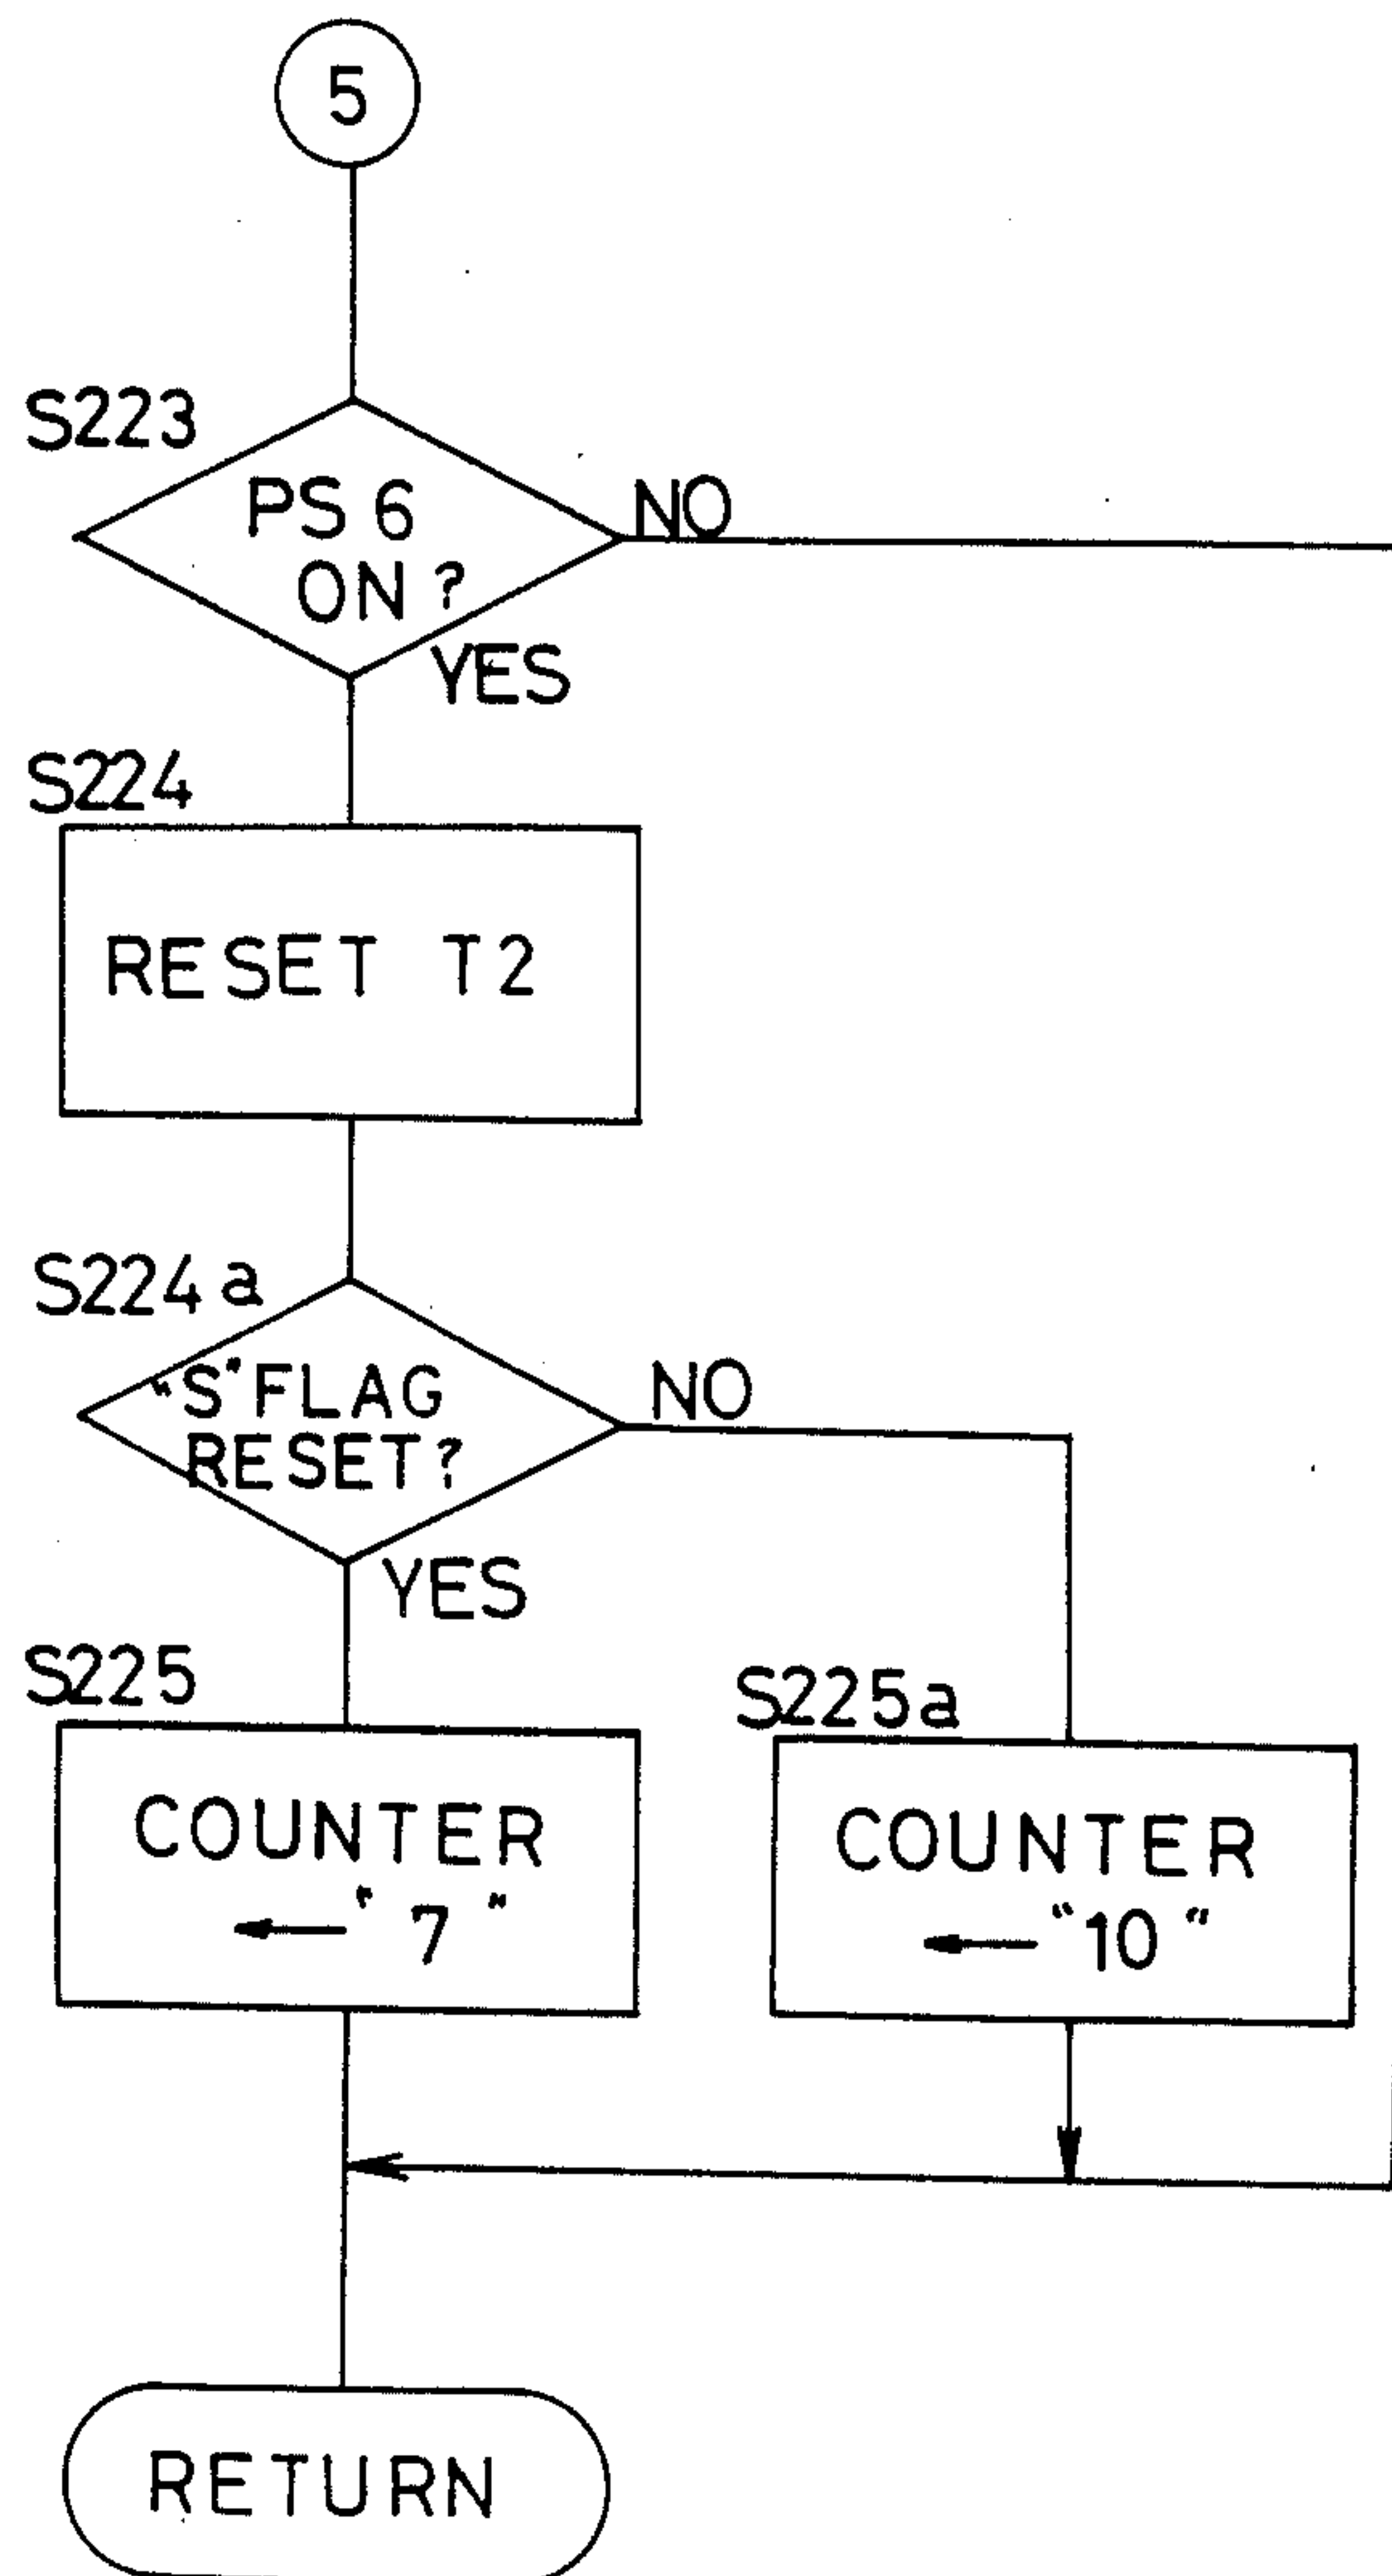 5
S223
PS 6
ON ?
NO
YES
S224
RESET T2
S224a
"S" FLAG
RESET?
NO
YES
S225
COUNTER
← "7"
S225a
COUNTER
← "10"
RETURN